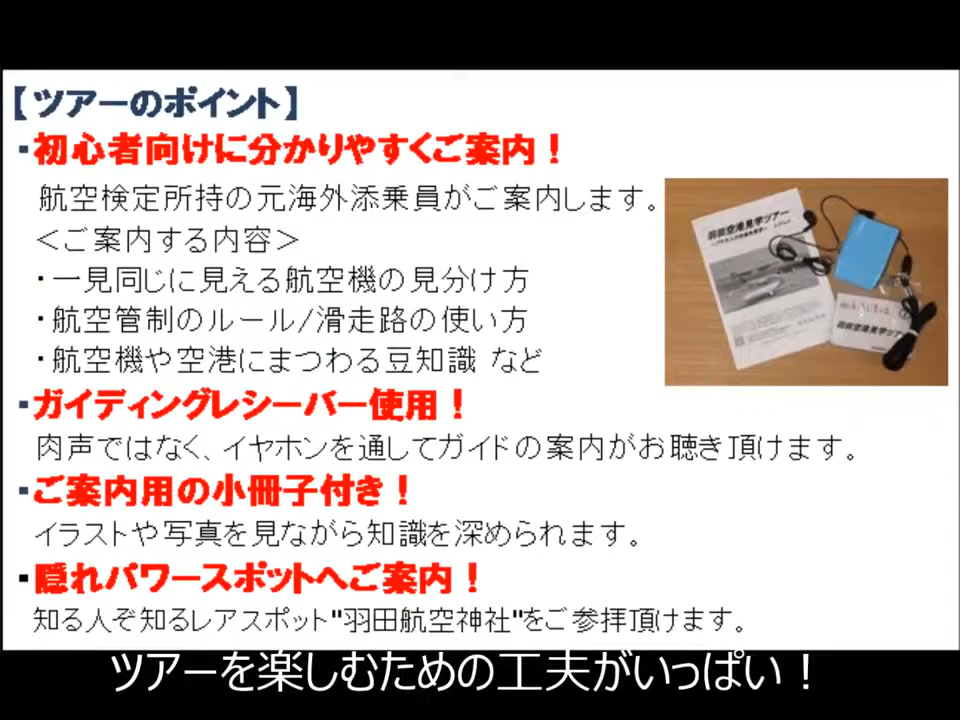 【ツアーのポイント】
・初心者向けに分かりやすくご案内！
航空検定所持の元海外添乗員がご案内します。
＜ご案内する内容＞
・一見同じに見える航空機の見分け方
・航空管制のルール/滑走路の使い方
・航空機や空港にまつわる豆知識 など
羽田空港見学ツアー
羽田空港見学ツアー
・ガイディングレシーバー使用！
肉声ではなく、イヤホンを通してガイドの案内がお聴き頂けます。
・ご案内用の小冊子付き！
イラストや写真を見ながら知識を深められます。
・隠れパワースポットへご案内！
知る人ぞ知るレアスポット"羽田航空神社"をご参拝頂けます。
ツアーを楽しむための工夫がいっぱい！